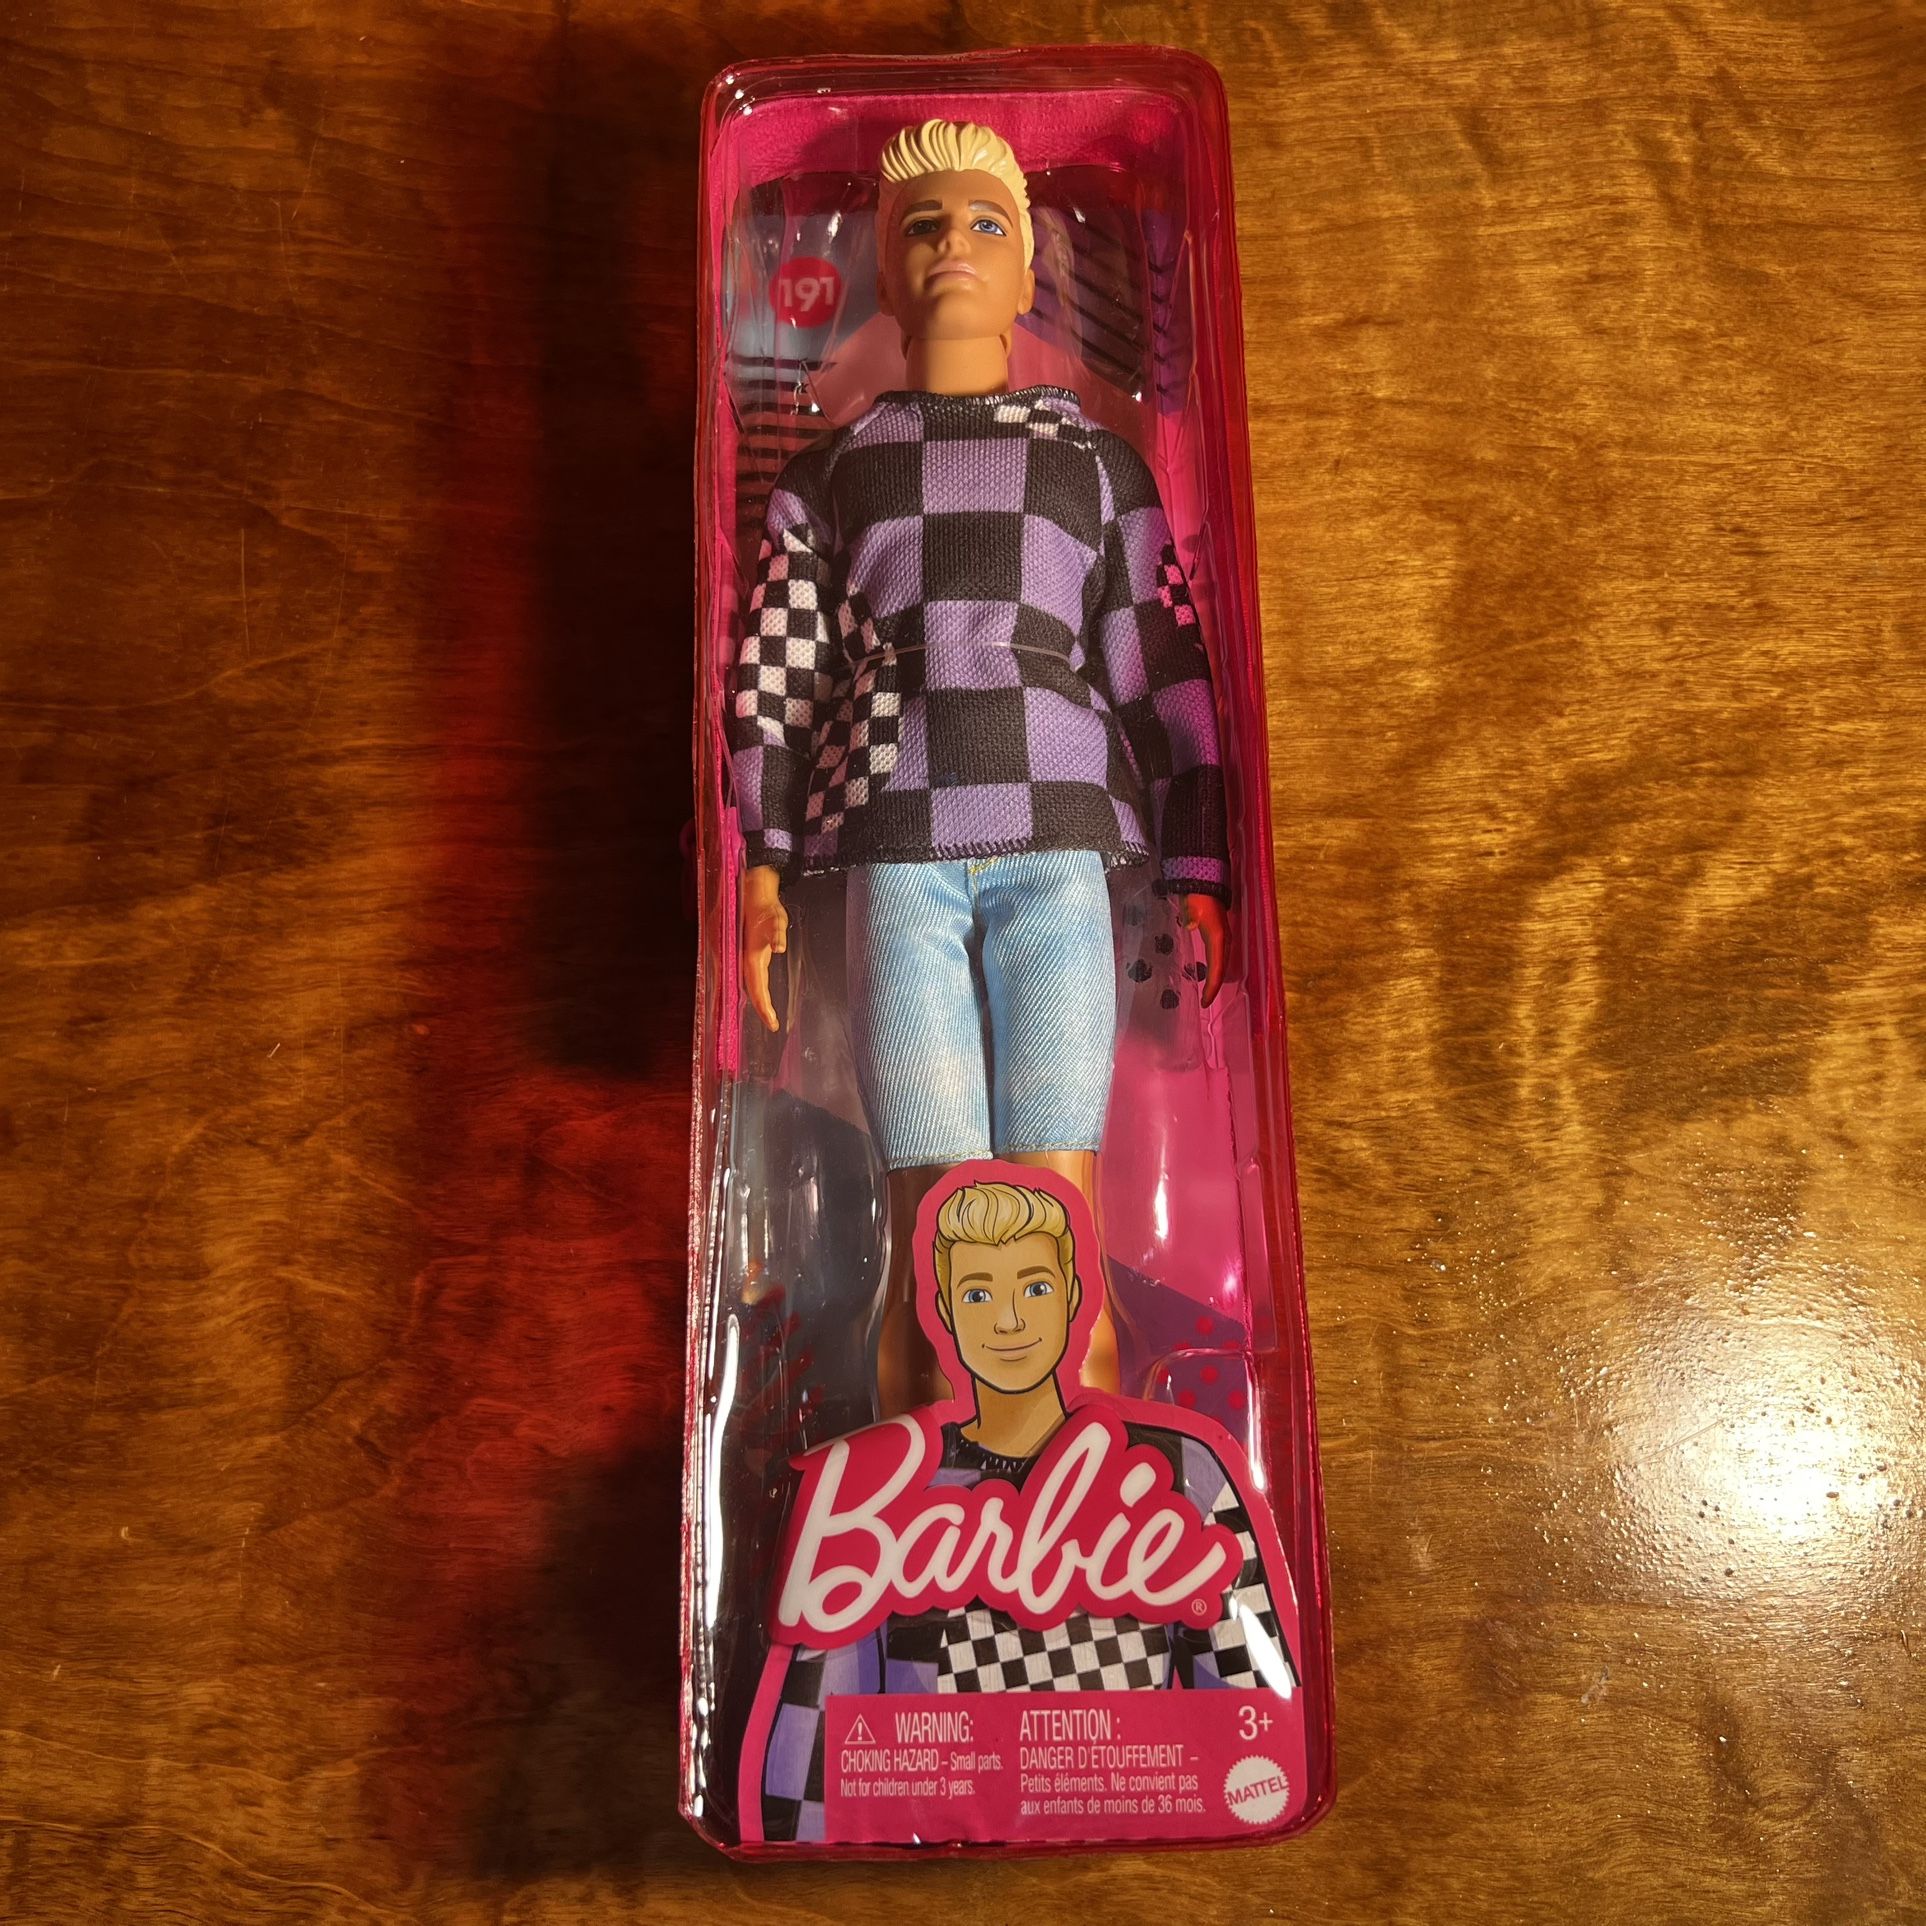 191
Barbie®
WARNING:
CHOKING HAZARD – Small parts.
Not for children under 3 years.
ATTENTION :
DANGER D'ÉTOUFFEMENT –
Petits éléments. Ne convient pas
aux enfants de moins de 36 mois.
3+
MATTEL